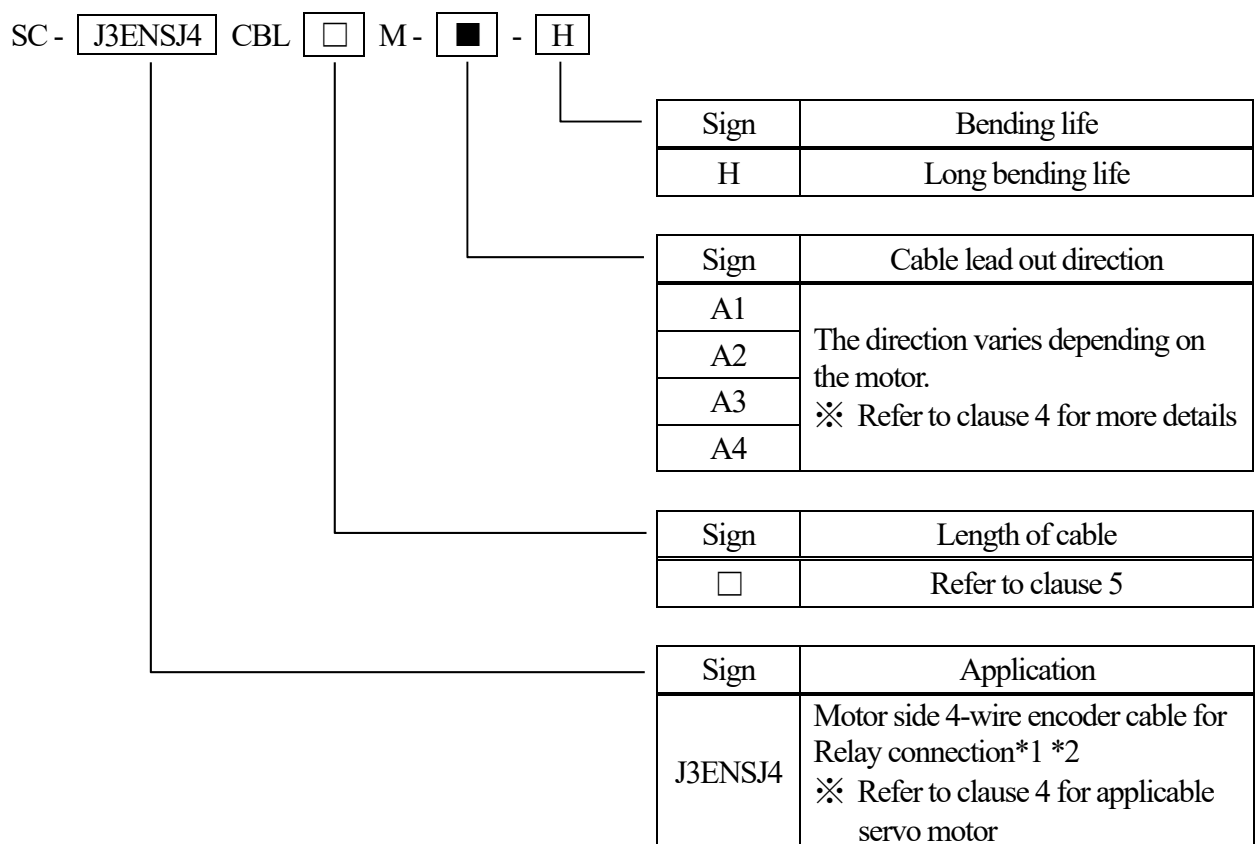 SC - J3ENSJ4 CBL □ M - ■ - H
Sign Bending life
H Long bending life
Sign Cable lead out direction
A1
A2
A3
A4
The direction varies depending on
the motor.
※ Refer to clause 4 for more details
Sign Length of cable
□ Refer to clause 5
Sign Application
J3ENSJ4
Motor side 4-wire encoder cable for
Relay connection*1 *2
※ Refer to clause 4 for applicable
servo motor